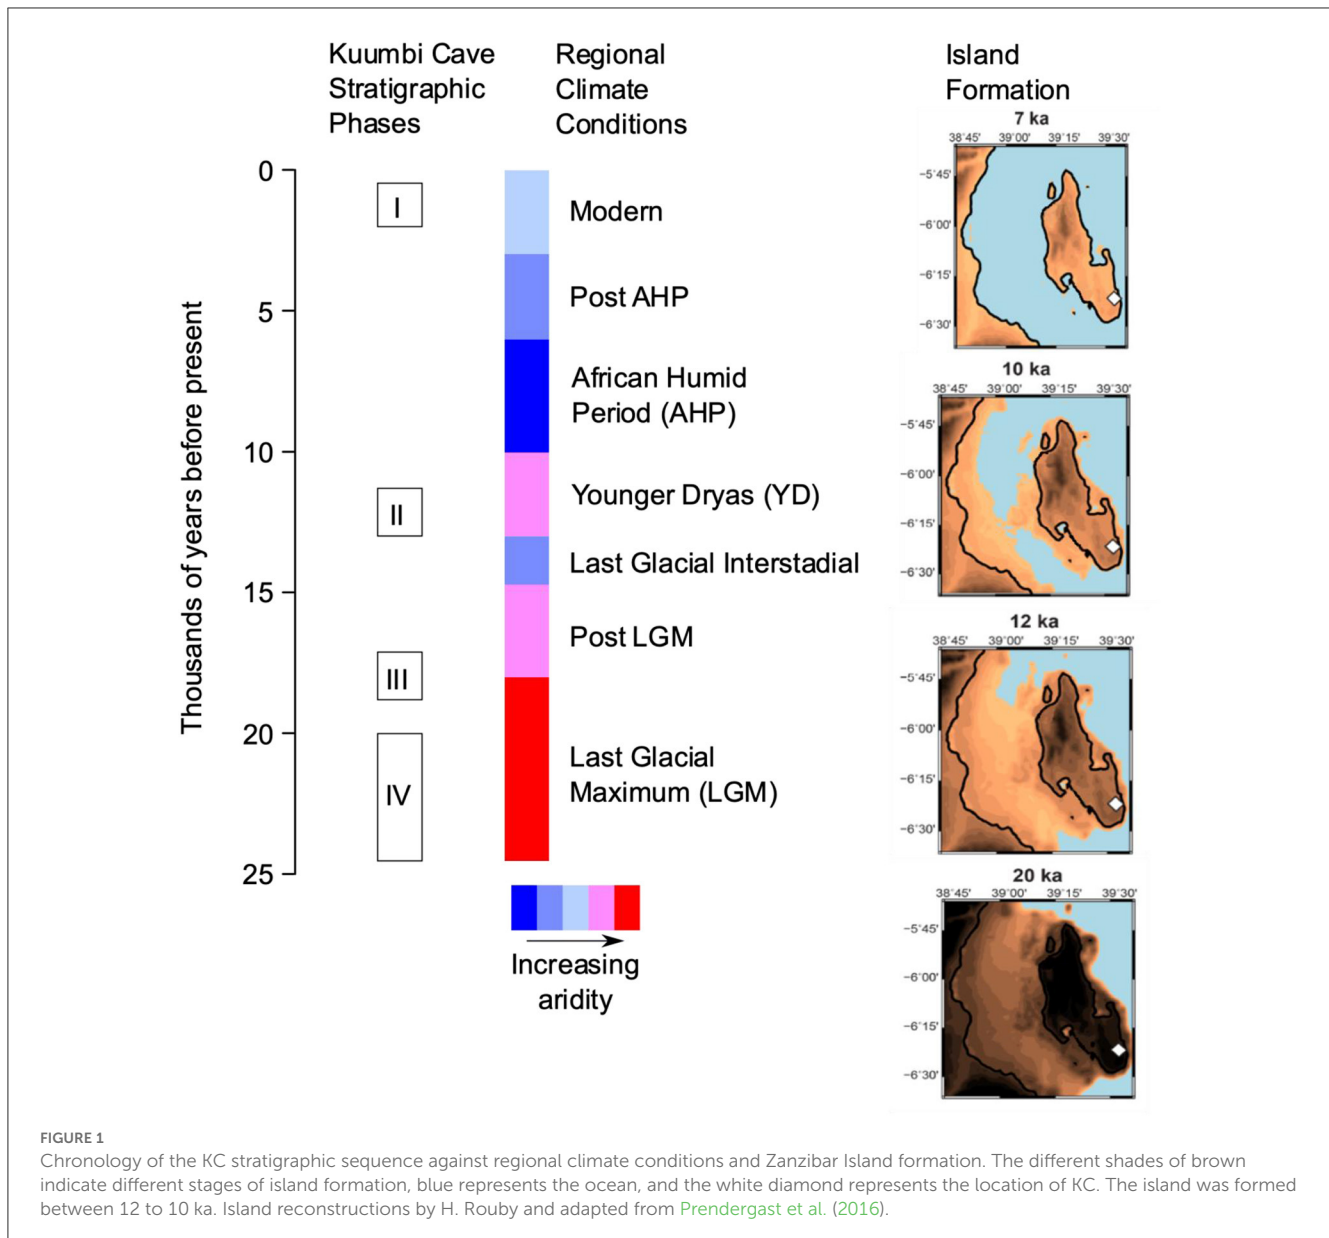 Kuumbi Cave
Stratigraphic
Phases
Regional
Climate
Conditions
Island
Formation
Thousands of years before present
0
5
10
15
20
25
I
II
III
IV
Modern
Post AHP
African Humid
Period (AHP)
Younger Dryas (YD)
Last Glacial Interstadial
Post LGM
Last Glacial
Maximum (LGM)
Increasing
aridity
7 ka
38°45' 39°00' 39°15' 39°30'
−5°45'
−6°00'
−6°15'
−6°30'
10 ka
38°45' 39°00' 39°15' 39°30'
−5°45'
−6°00'
−6°15'
−6°30'
12 ka
38°45' 39°00' 39°15' 39°30'
−5°45'
−6°00'
−6°15'
−6°30'
20 ka
38°45' 39°00' 39°15' 39°30'
−5°45'
−6°00'
−6°15'
−6°30'
FIGURE 1
Chronology of the KC stratigraphic sequence against regional climate conditions and Zanzibar Island formation. The different shades of brown
indicate different stages of island formation, blue represents the ocean, and the white diamond represents the location of KC. The island was formed
between 12 to 10 ka. Island reconstructions by H. Rouby and adapted from Prendergast et al. (2016).